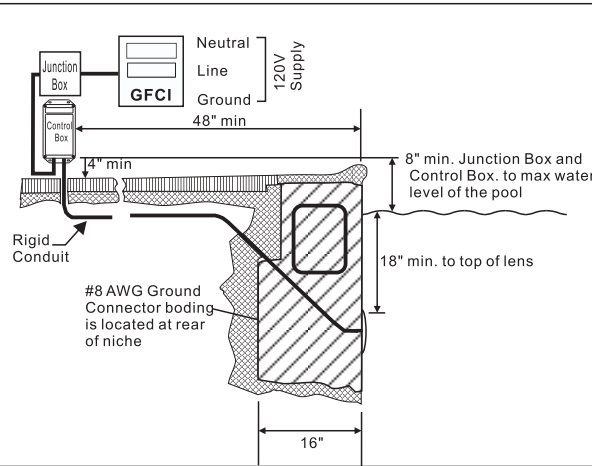 Neutral
Line
Ground
120V
Supply
GFCI
Junction
Box
Control
Box
48" min
4" min
8" min. Junction Box and
Control Box. to max water
level of the pool
Rigid
Conduit
18" min. to top of lens
#8 AWG Ground
Connector boding
is located at rear
of niche
16"